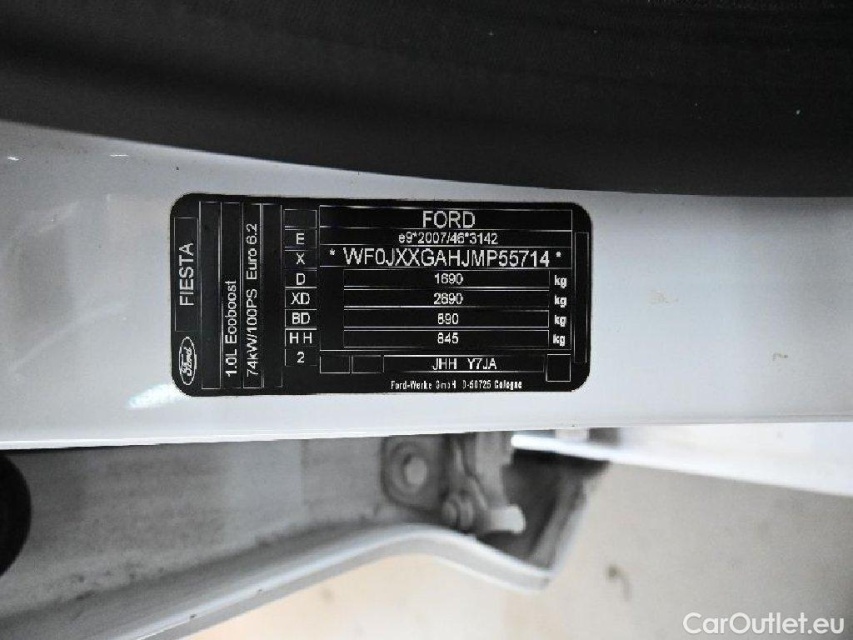 FIESTA
Ford
1.0L Ecoboost
74kW/100PS Euro 6.2
E
X
D
XD
BD
HH
2
FORD
e9*2007/46*3142
* WF0JXXGAHJMP55714 *
1690 kg
2690 kg
890 kg
845 kg
JHH Y7JA
Ford-Werke GmbH D-50725 Cologne
CarOutlet.eu